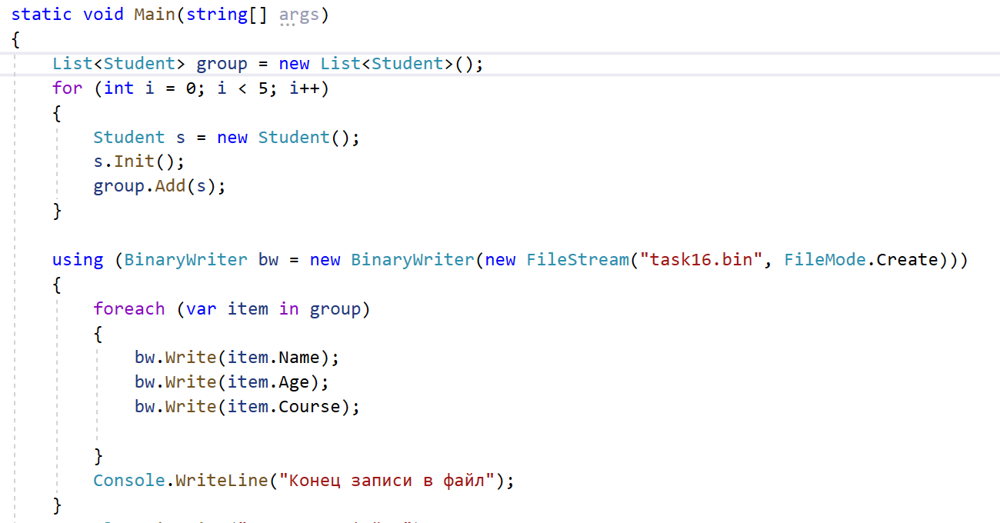 static void Main(string[] args)
{
List<Student> group = new List<Student>();
for (int i = 0; i < 5; i++)
{
Student s = new Student();
s.Init();
group.Add(s);
}
using (BinaryWriter bw = new BinaryWriter(new FileStream("task16.bin", FileMode.Create)))
{
foreach (var item in group)
{
bw.Write(item.Name);
bw.Write(item.Age);
bw.Write(item.Course);
}
Console.WriteLine("Конец записи в файл");
}